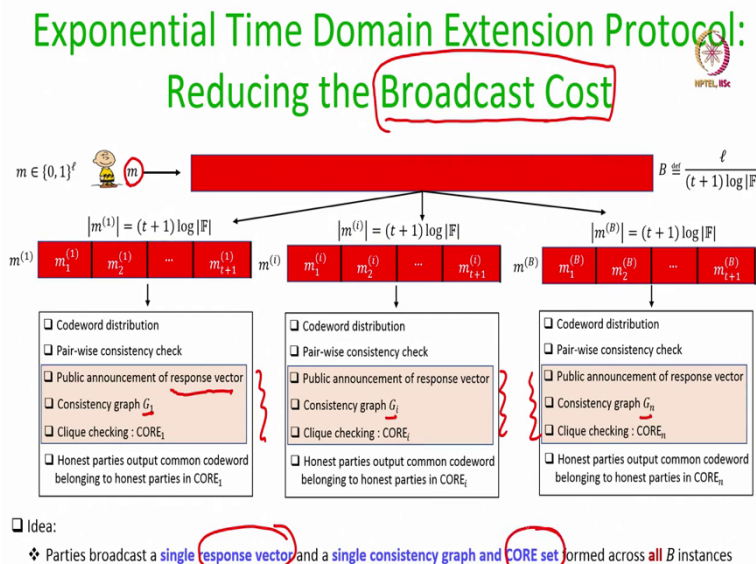 Exponential Time Domain Extension Protocol:
Reducing the Broadcast Cost
NPTEL, IISc
m ∈ {0,1}^ℓ
m
B ≝ ℓ / (t + 1) log|𝔽|
|m^(1)| = (t + 1) log|𝔽|
|m^(i)| = (t + 1) log|𝔽|
|m^(B)| = (t + 1) log|𝔽|
m^(1) m_1^(1) m_2^(1) ... m_{t+1}^(1)
m^(i) m_1^(i) m_2^(i) ... m_{t+1}^(i)
m^(B) m_1^(B) m_2^(B) ... m_{t+1}^(B)
❑ Codeword distribution
❑ Pair-wise consistency check
❑ Public announcement of response vector
❑ Consistency graph G_1
❑ Clique checking : CORE_1
❑ Honest parties output common codeword
belonging to honest parties in CORE_1
❑ Codeword distribution
❑ Pair-wise consistency check
❑ Public announcement of response vector
❑ Consistency graph G_i
❑ Clique checking : CORE_i
❑ Honest parties output common codeword
belonging to honest parties in CORE_i
❑ Codeword distribution
❑ Pair-wise consistency check
❑ Public announcement of response vector
❑ Consistency graph G_n
❑ Clique checking : CORE_n
❑ Honest parties output common codeword
belonging to honest parties in CORE_n
❑ Idea:
❖ Parties broadcast a single response vector and a single consistency graph and CORE set formed across all B instances